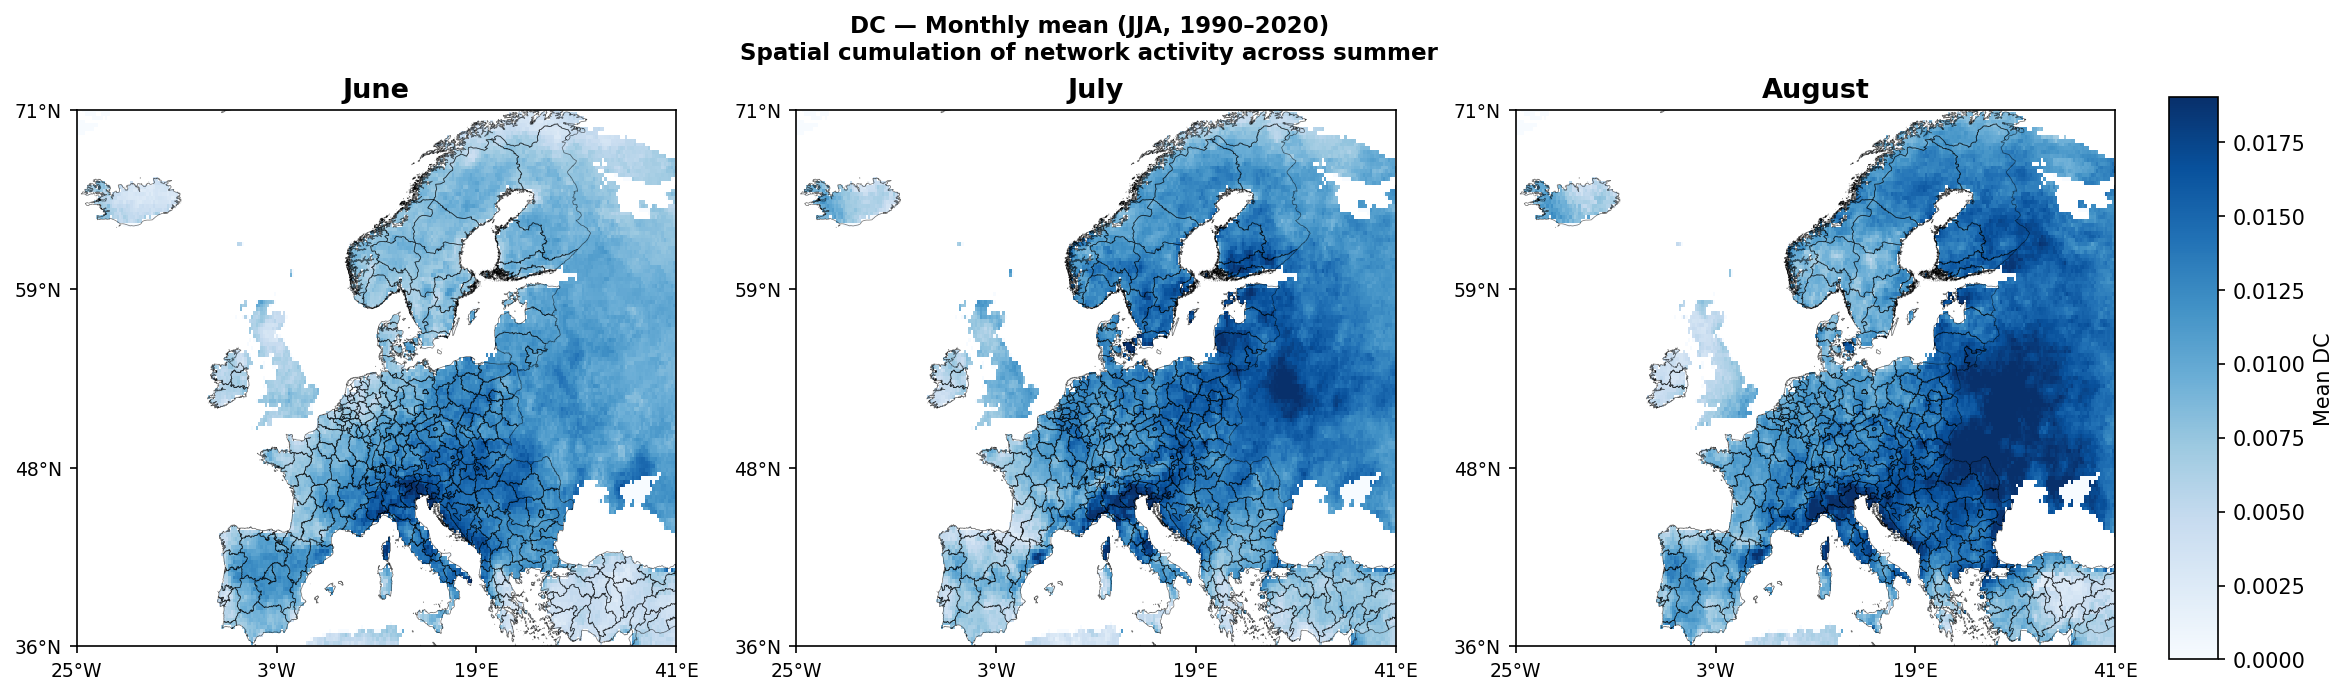 DC — Monthly mean (JJA, 1990–2020)
Spatial cumulation of network activity across summer
June
July
August
71°N
59°N
48°N
36°N
25°W
3°W
19°E
41°E
71°N
59°N
48°N
36°N
25°W
3°W
19°E
41°E
71°N
59°N
48°N
36°N
25°W
3°W
19°E
41°E
0.0175
0.0150
0.0125
0.0100
0.0075
0.0050
0.0025
0.0000
Mean DC